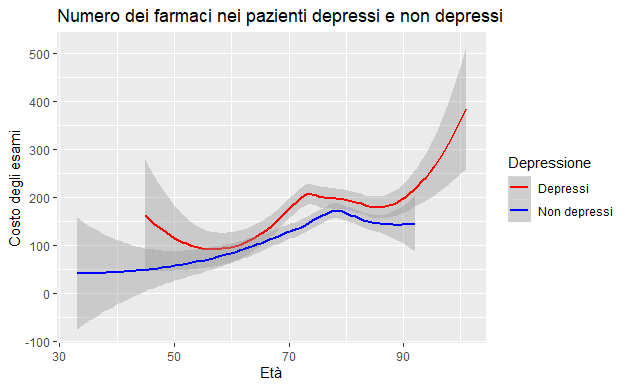 Numero dei farmaci nei pazienti depressi e non depressi
500
400
300
200
100
0
-100
30
50
70
90
Costo degli esami
Età
Depressione
Depressi
Non depressi